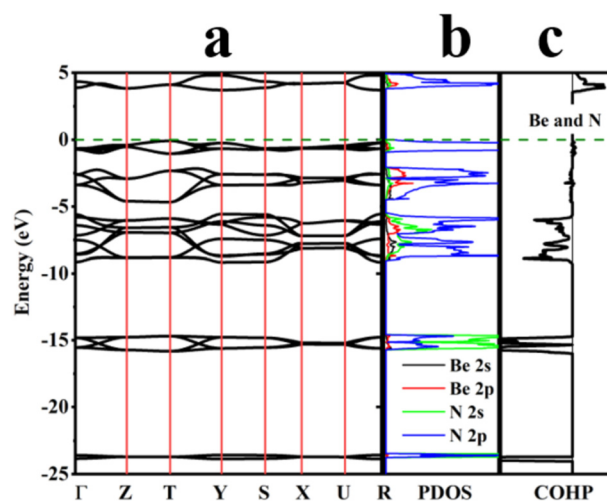 a b c
5
0
-5
-10
-15
-20
-25
Energy (eV)
Be and N
Be 2s
Be 2p
N 2s
N 2p
Γ Z T Y S X U R PDOS COHP